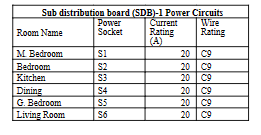 Sub distribution board (SDB)-1 Power Circuits
Room Name Power Socket Current Rating (A) Wire Rating
M. Bedroom S1 20 C9
Bedroom S2 20 C9
Kitchen S3 20 C9
Dining S4 20 C9
G. Bedroom S5 20 C9
Living Room S6 20 C9